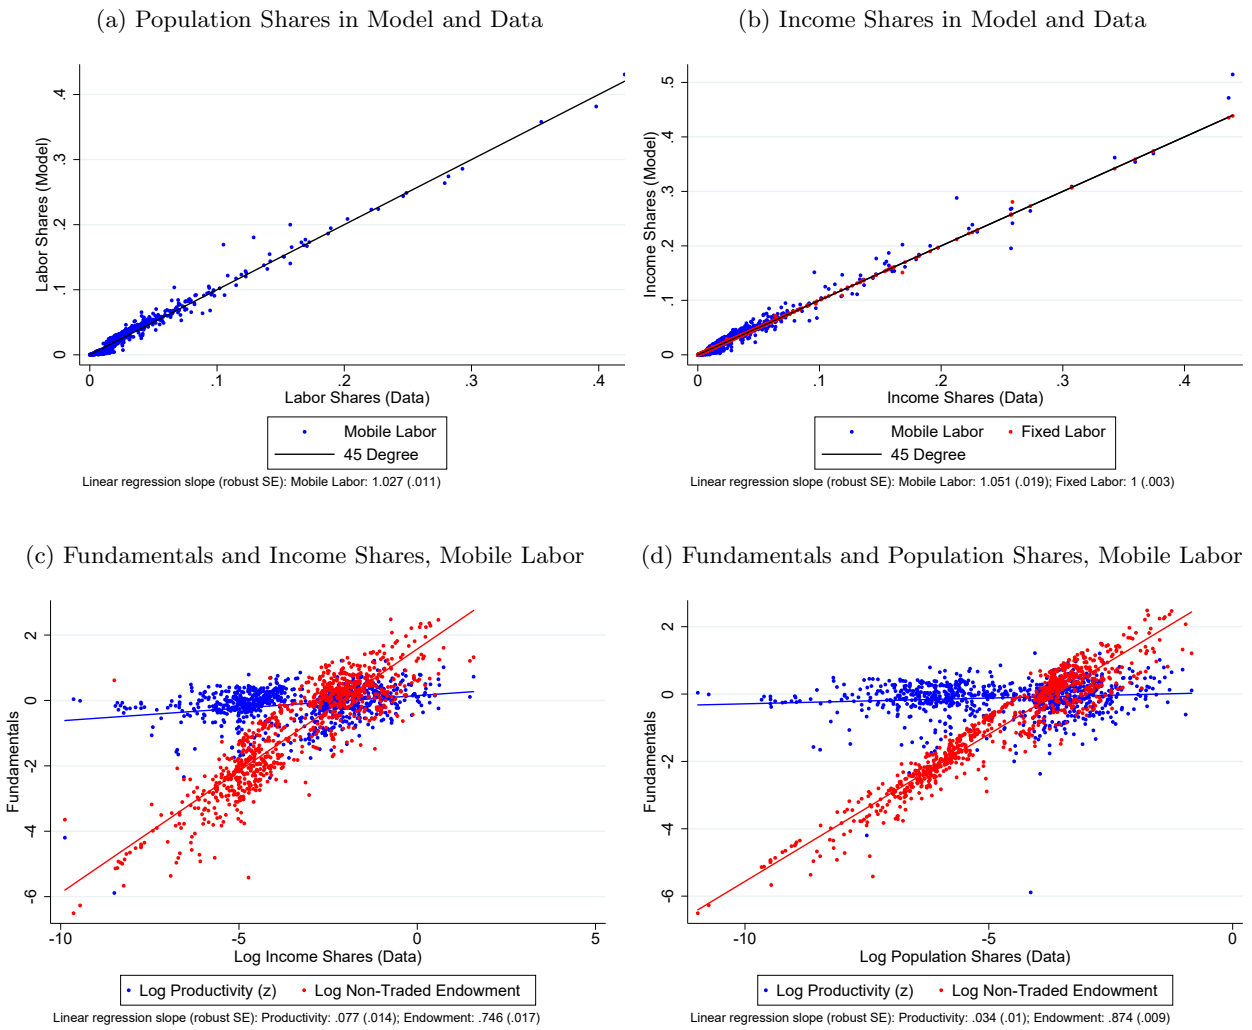 (a) Population Shares in Model and Data
Labor Shares (Model)
.4
.3
.2
.1
0
0 .1 .2 .3 .4
Labor Shares (Data)
Mobile Labor
45 Degree
Linear regression slope (robust SE): Mobile Labor: 1.027 (.011)
(b) Income Shares in Model and Data
Income Shares (Model)
.5
.4
.3
.2
.1
0
0 .1 .2 .3 .4
Income Shares (Data)
Mobile Labor Fixed Labor
45 Degree
Linear regression slope (robust SE): Mobile Labor: 1.051 (.019); Fixed Labor: 1 (.003)
(c) Fundamentals and Income Shares, Mobile Labor
Fundamentals
2
0
-2
-4
-6
-10 -5 0 5
Log Income Shares (Data)
Log Productivity (z) Log Non-Traded Endowment
Linear regression slope (robust SE): Productivity: .077 (.014); Endowment: .746 (.017)
(d) Fundamentals and Population Shares, Mobile Labor
Fundamentals
2
0
-2
-4
-6
-10 -5 0
Log Population Shares (Data)
Log Productivity (z) Log Non-Traded Endowment
Linear regression slope (robust SE): Productivity: .034 (.01); Endowment: .874 (.009)